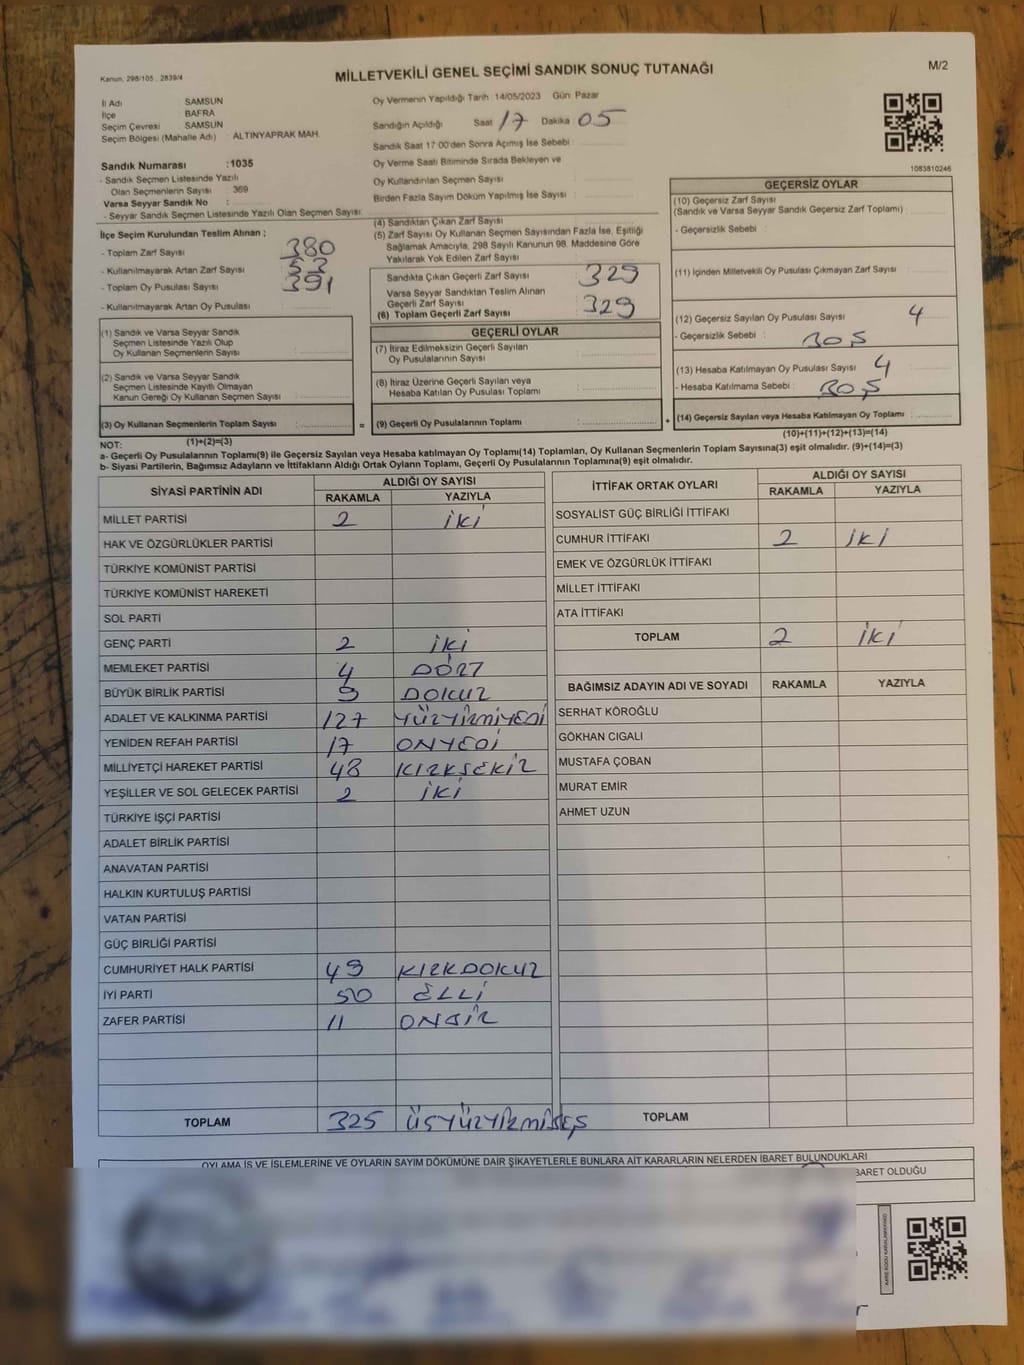 Kanun, 298/105 , 2839/4
MİLLETVEKİLİ GENEL SEÇİMİ SANDIK SONUÇ TUTANAĞI
M/2
İl Adı SAMSUN
İlçe BAFRA
Seçim Çevresi SAMSUN
Seçim Bölgesi (Mahalle Adı) : ALTINYAPRAK MAH.
Sandık Numarası :1035
- Sandık Seçmen Listesinde Yazılı
Olan Seçmenlerin Sayısı : 369
Varsa Seyyar Sandık No :
- Seyyar Sandık Seçmen Listesinde Yazılı Olan Seçmen Sayısı
Oy Vermenin Yapıldığı Tarih :14/05/2023 Gün: Pazar
Sandığın Açıldığı Saat 17 Dakika 05
Sandık Saat 17:00'den Sonra Açımış İse Sebebi :
Oy Verme Saati Bitiminde Sırada Bekleyen ve
Oy Kullandırılan Seçmen Sayısı
Birden Fazla Sayım Döküm Yapılmış İse Sayısı
1083810246
İlçe Seçim Kurulundan Teslim Alınan ;
- Toplam Zarf Sayısı 380
- Kullanılmayarak Artan Zarf Sayısı 52
- Toplam Oy Pusulası Sayısı 391
- Kullanılmayarak Artan Oy Pusulası
(1) Sandık ve Varsa Seyyar Sandık
Seçmen Listesinde Yazılı Olup
Oy Kullanan Seçmenlerin Sayısı :
(2) Sandık ve Varsa Seyyar Sandık
Seçmen Listesinde Kayıtlı Olmayan
Kanun Gereği Oy Kullanan Seçmen Sayısı :
(3) Oy Kullanan Seçmenlerin Toplam Sayısı :
(1)+(2)=(3)
(4) Sandıktan Çıkan Zarf Sayısı
(5) Zarf Sayısı Oy Kullanan Seçmen Sayısından Fazla İse, Eşitliği
Sağlamak Amacıyla, 298 Sayılı Kanunun 98. Maddesine Göre
Yakılarak Yok Edilen Zarf Sayısı
Sandıkta Çıkan Geçerli Zarf Sayısı 329
Varsa Seyyar Sandıktan Teslim Alınan
Geçerli Zarf Sayısı
(6) Toplam Geçerli Zarf Sayısı 329
GEÇERLİ OYLAR
(7) İtiraz Edilmeksizin Geçerli Sayılan
Oy Pusulalarının Sayısı
(8) İtiraz Üzerine Geçerli Sayılan veya
Hesaba Katılan Oy Pusulası Toplamı
= (9) Geçerli Oy Pusulalarının Toplamı
GEÇERSİZ OYLAR
(10) Geçersiz Zarf Sayısı
(Sandık ve Varsa Seyyar Sandık Geçersiz Zarf Toplamı)
- Geçersizlik Sebebi :
(11) İçinden Milletvekili Oy Pusulası Çıkmayan Zarf Sayısı
(12) Geçersiz Sayılan Oy Pusulası Sayısı 4
- Geçersizlik Sebebi : BOŞ
(13) Hesaba Katılmayan Oy Pusulası Sayısı 4
- Hesaba Katılmama Sebebi : BOŞ
+ (14) Geçersiz Sayılan veya Hesaba Katılmayan Oy Toplamı :
(10)+(11)+(12)+(13)=(14)
NOT:
a- Geçerli Oy Pusulalarının Toplamı(9) ile Geçersiz Sayılan veya Hesaba katılmayan Oy Toplamı(14) Toplamları, Oy Kullanan Seçmenlerin Toplam Sayısına(3) eşit olmalıdır. (9)+(14)=(3)
b- Siyasi Partilerin, Bağımsız Adayların ve İttifakların Aldığı Ortak Oyların Toplamı, Geçerli Oy Pusulalarının Toplamına(9) eşit olmalıdır.
SİYASİ PARTİNİN ADI ALDIĞI OY SAYISI
RAKAMLA YAZIYLA
MİLLET PARTİSİ 2 İKİ
HAK VE ÖZGÜRLÜKLER PARTİSİ
TÜRKİYE KOMÜNİST PARTİSİ
TÜRKİYE KOMÜNİST HAREKETİ
SOL PARTİ
GENÇ PARTİ 2 İKİ
MEMLEKET PARTİSİ 4 DÖRT
BÜYÜK BİRLİK PARTİSİ 9 DOKUZ
ADALET VE KALKINMA PARTİSİ 127 YÜZYİRMİYEDİ
YENİDEN REFAH PARTİSİ 17 ONYEDİ
MİLLİYETÇİ HAREKET PARTİSİ 48 KIRKSEKİZ
YEŞİLLER VE SOL GELECEK PARTİSİ 2 İKİ
TÜRKİYE İŞÇİ PARTİSİ
ADALET BİRLİK PARTİSİ
ANAVATAN PARTİSİ
HALKIN KURTULUŞ PARTİSİ
VATAN PARTİSİ
GÜÇ BİRLİĞİ PARTİSİ
CUMHURİYET HALK PARTİSİ 49 KIRKDOKUZ
İYİ PARTİ 50 ELLİ
ZAFER PARTİSİ 11 ONBİR
TOPLAM 325 ÜÇYÜZYİRMİBEŞ
İTTİFAK ORTAK OYLARI ALDIĞI OY SAYISI
RAKAMLA YAZIYLA
SOSYALİST GÜÇ BİRLİĞİ İTTİFAKI
CUMHUR İTTİFAKI 2 İKİ
EMEK VE ÖZGÜRLÜK İTTİFAKI
MİLLET İTTİFAKI
ATA İTTİFAKI
TOPLAM 2 İKİ
BAĞIMSIZ ADAYIN ADI VE SOYADI RAKAMLA YAZIYLA
SERHAT KÖROĞLU
GÖKHAN CIGALI
MUSTAFA ÇOBAN
MURAT EMİR
AHMET UZUN
TOPLAM
OYLAMA İŞ VE İŞLEMLERİNE VE OYLARIN SAYIM DÖKÜMÜNE DAİR ŞİKAYETLERLE BUNLARA AİT KARARLARIN NELERDEN İBARET BULUNDUKLARI
BARET OLDUĞU